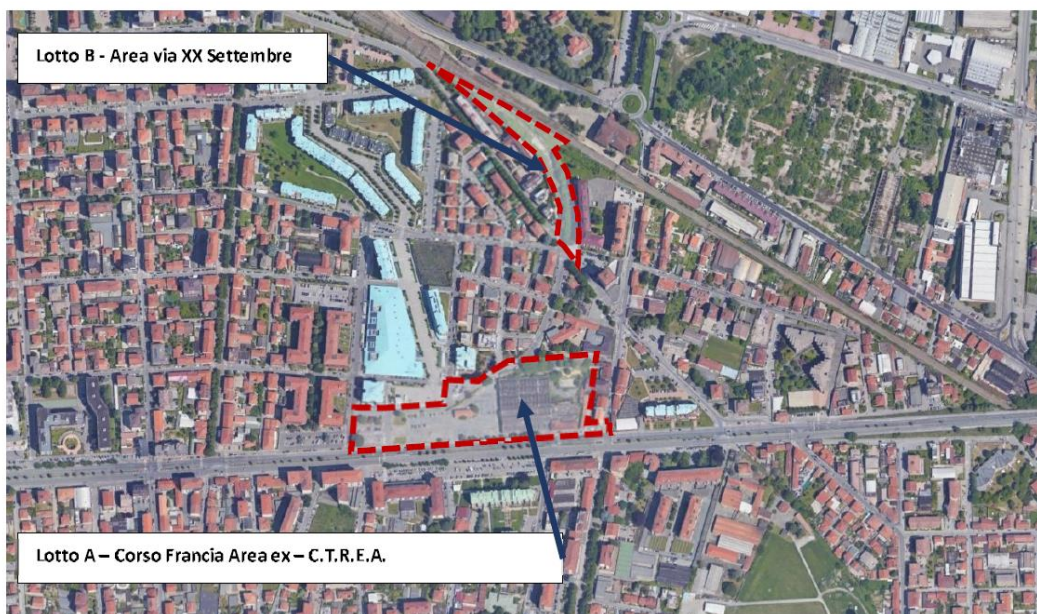 Lotto B - Area via XX Settembre
Lotto A – Corso Francia Area ex – C.T.R.E.A.